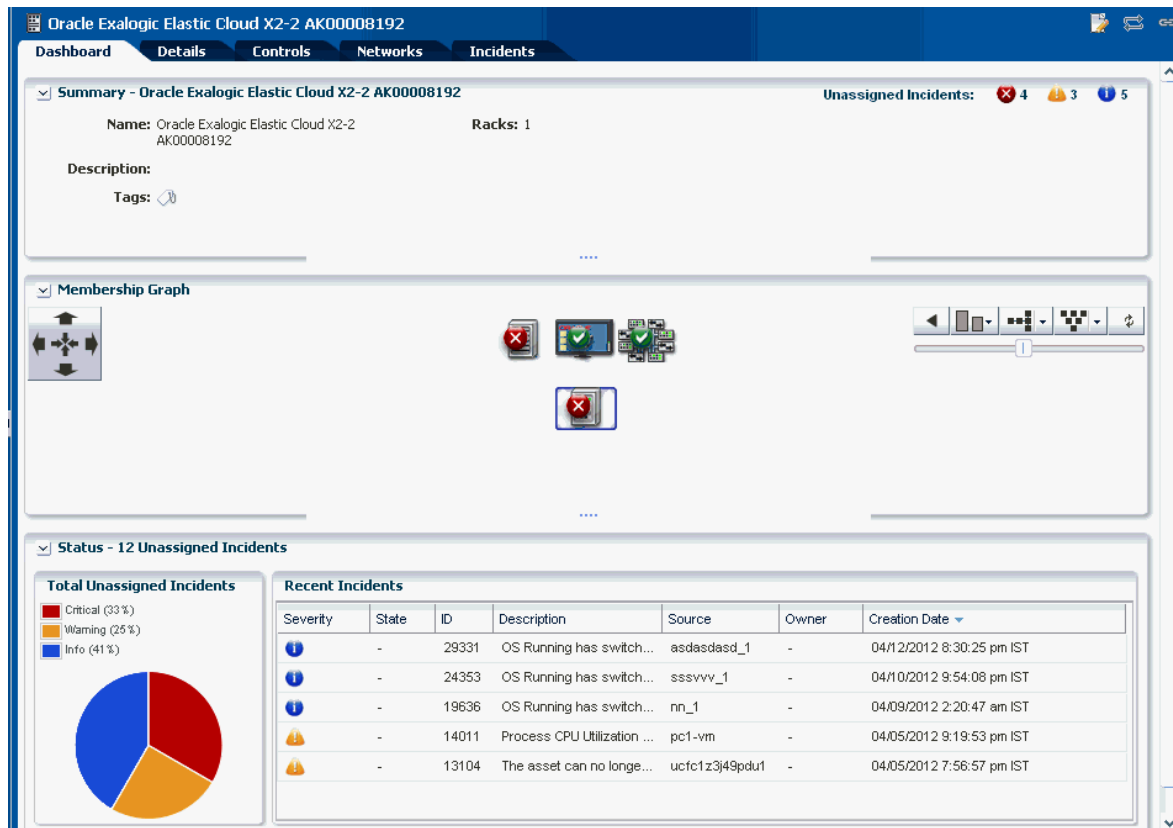 Oracle Exalogic Elastic Cloud X2-2 AK00008192
Dashboard Details Controls Networks Incidents
Summary - Oracle Exalogic Elastic Cloud X2-2 AK00008192 Unassigned Incidents: 4 3 5
Name: Oracle Exalogic Elastic Cloud X2-2 Racks: 1
AK00008192
Description:
Tags:
Membership Graph
Status - 12 Unassigned Incidents
Total Unassigned Incidents
Critical (33%)
Warning (25%)
Info (41%)
Recent Incidents
Severity State ID Description Source Owner Creation Date
- 29331 OS Running has switch... asdasdasd_1 - 04/12/2012 8:30:25 pm IST
- 24353 OS Running has switch... sssvvv_1 - 04/10/2012 9:54:08 pm IST
- 19636 OS Running has switch... nn_1 - 04/09/2012 2:20:47 am IST
- 14011 Process CPU Utilization ... pc1-vm - 04/05/2012 9:19:53 pm IST
- 13104 The asset can no longe... ucfc1z3j49pdu1 - 04/05/2012 7:56:57 pm IST